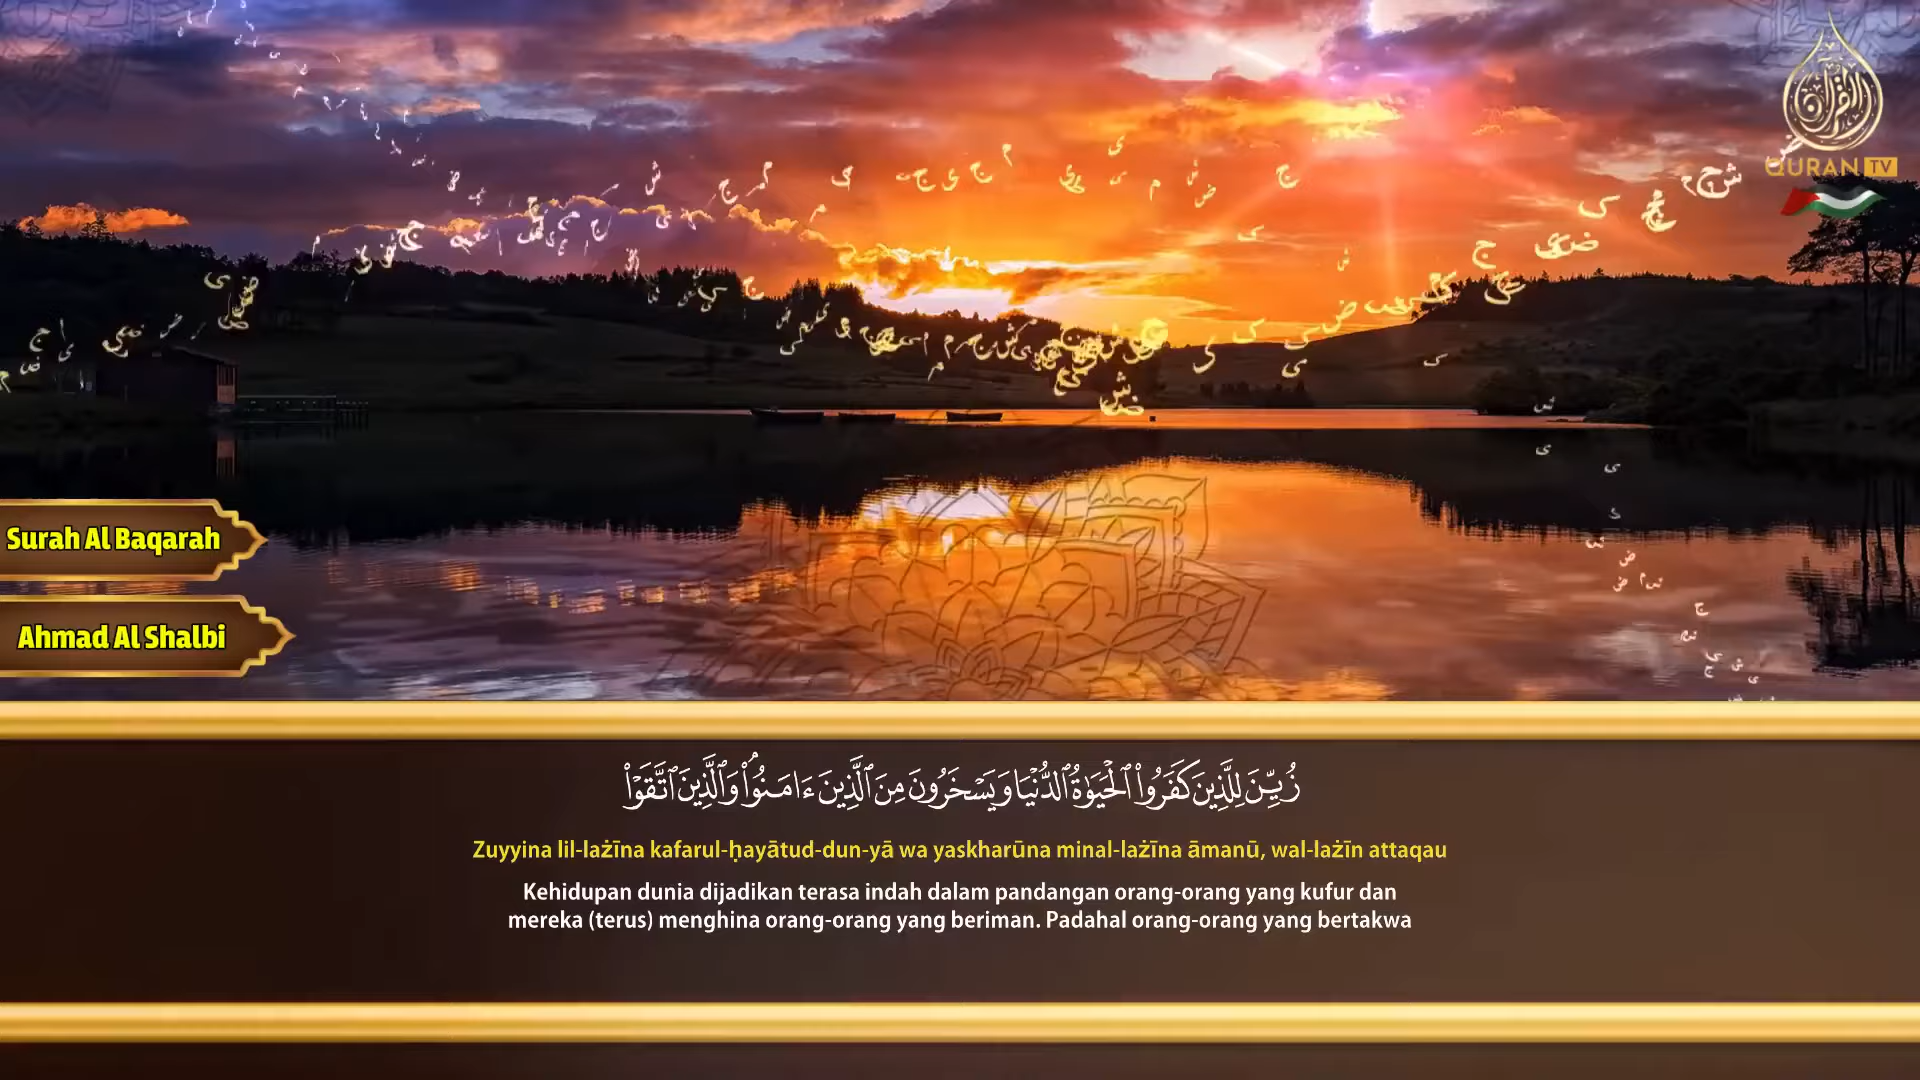 القرآن
QURAN TV
Surah Al Baqarah
Ahmad Al Shalbi
زُيِّنَ لِلَّذِينَ كَفَرُوا۟ ٱلْحَيَوٰةُ ٱلدُّنْيَا وَيَسْخَرُونَ مِنَ ٱلَّذِينَ ءَامَنُوا۟ ۘ وَٱلَّذِينَ ٱتَّقَوْا۟
Zuyyina lil-lażīna kafarul-ḥayātud-dun-yā wa yaskharūna minal-lażīna āmanū, wal-lażīn attaqau
Kehidupan dunia dijadikan terasa indah dalam pandangan orang-orang yang kufur dan
mereka (terus) menghina orang-orang yang beriman. Padahal orang-orang yang bertakwa